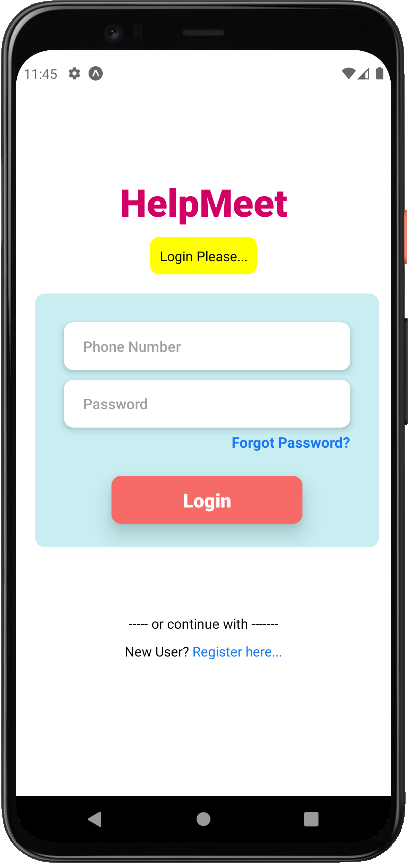 11:45
HelpMeet
Login Please...
Phone Number
Password
Forgot Password?
Login
----- or continue with -------
New User? Register here...